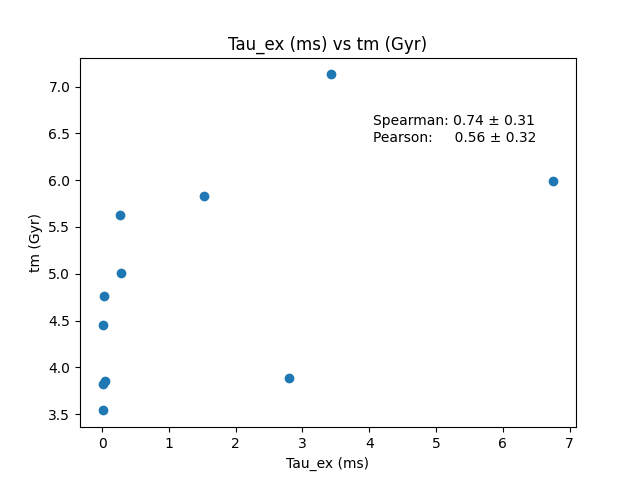 Tau_ex (ms) vs tm (Gyr)
7.0
Spearman: 0.74 ± 0.31
6.5
Pearson: 0.56 ± 0.32
6.0
5.5
tm (Gyr)
5.0
4.5
4.0
3.5
0 1 2 3 4 5 6 7
Tau_ex (ms)